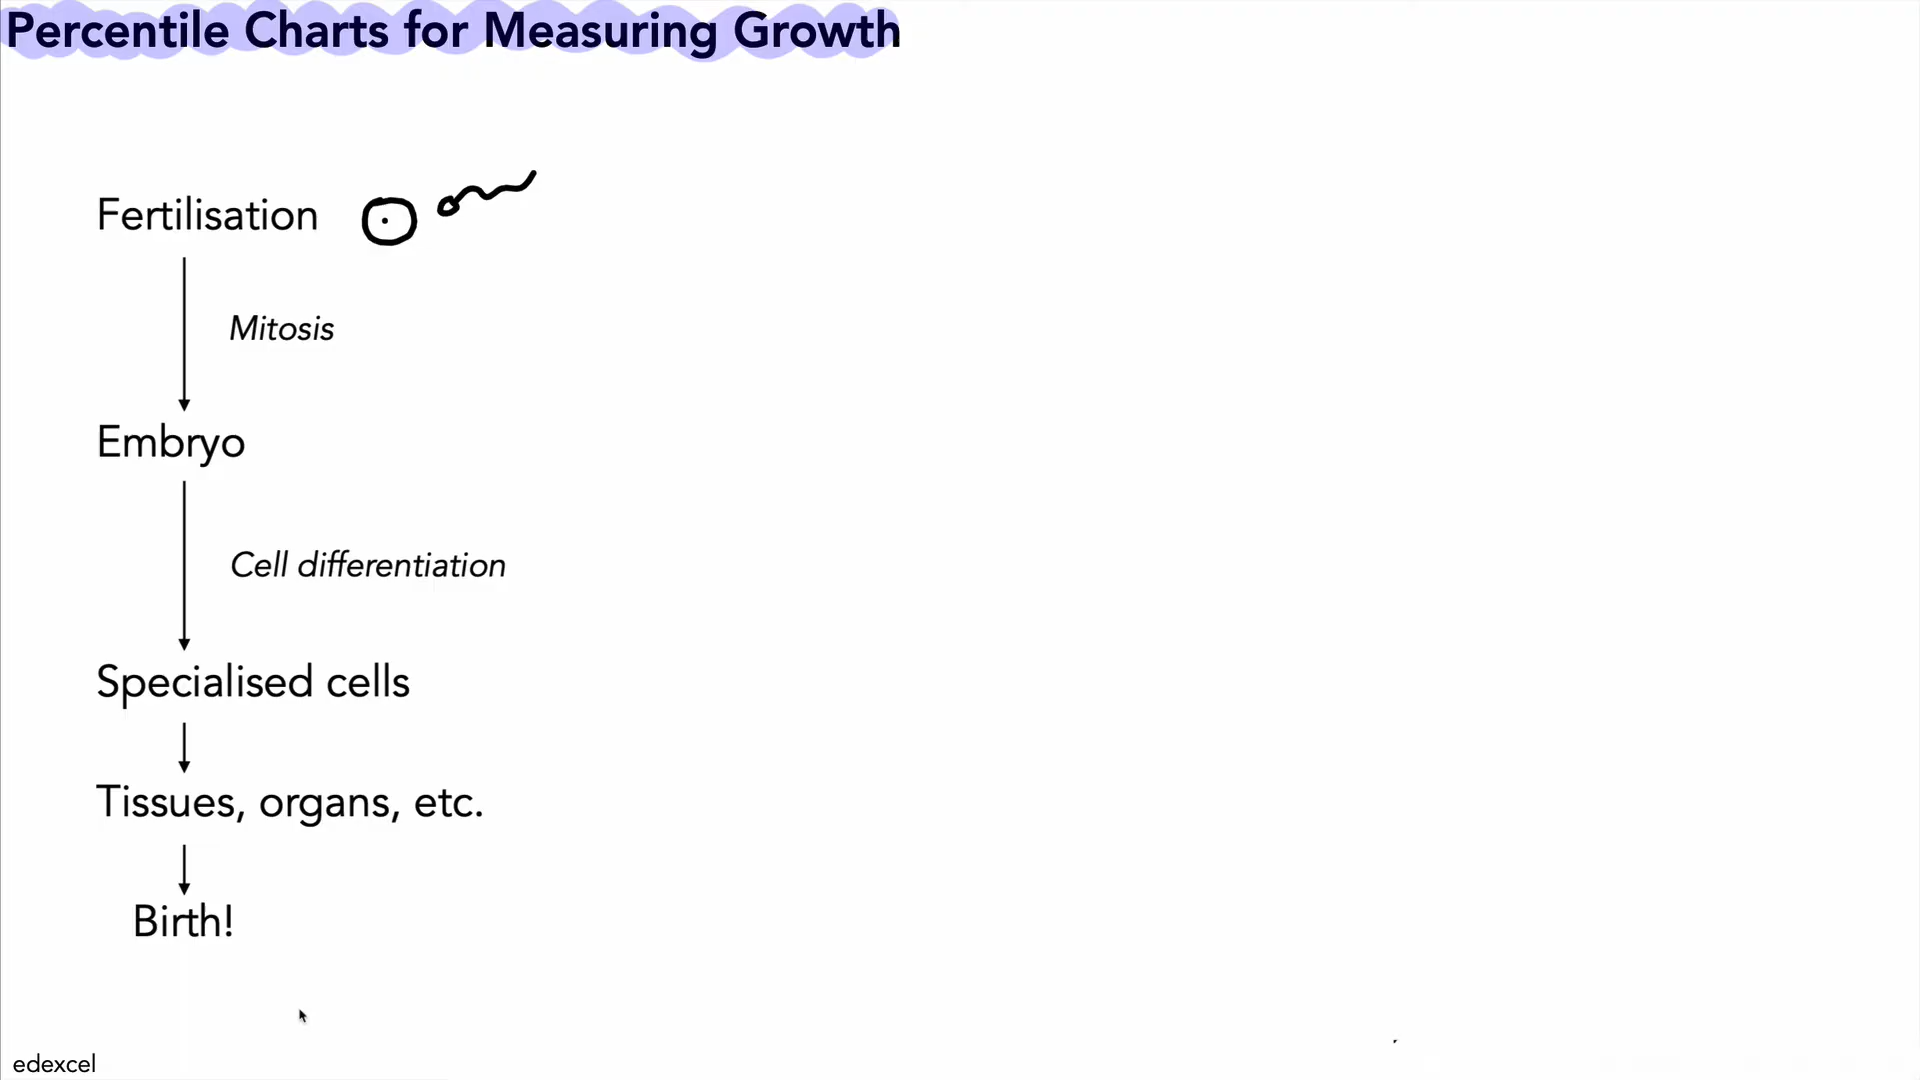 Percentile Charts for Measuring Growth
Fertilisation
Mitosis
Embryo
Cell differentiation
Specialised cells
Tissues, organs, etc.
Birth!
edexcel